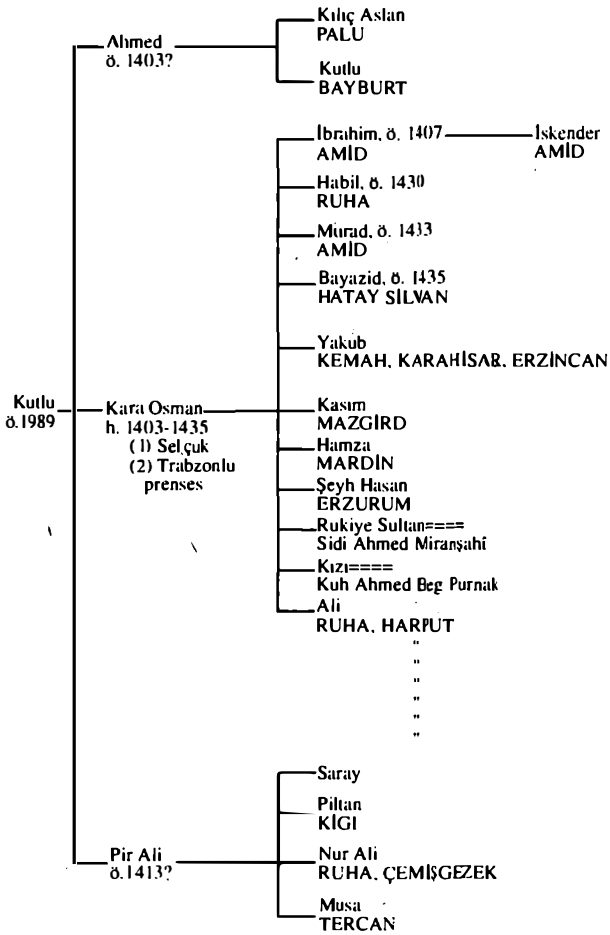 Ahmed
ö. 1403?
Kılıç Aslan
PALU
Kutlu
BAYBURT
Kutlu
ö.1989
Kara Osman
h. 1403-1435
(1) Selçuk
(2) Trabzonlu
prenses
İbrahim, ö. 1407
AMİD
İskender
AMİD
Habil, ö. 1430
RUHA
Murad, ö. 1433
AMİD
Bayazid, ö. 1435
HATAY SİLVAN
Yakub
KEMAH, KARAHİSAR, ERZİNCAN
Kasım
MAZGİRD
Hamza
MARDİN
Şeyh Hasan
ERZURUM
Rukiye Sultan====
Sidi Ahmed Miranşahî
Kızı====
Kuh Ahmed Beg Purnak
Ali
RUHA, HARPUT
"
"
"
"
"
"
Pir Ali
ö.1413?
Saray
Piltan
KİGI
Nur Ali
RUHA, ÇEMİŞGEZEK
Musa
TERCAN